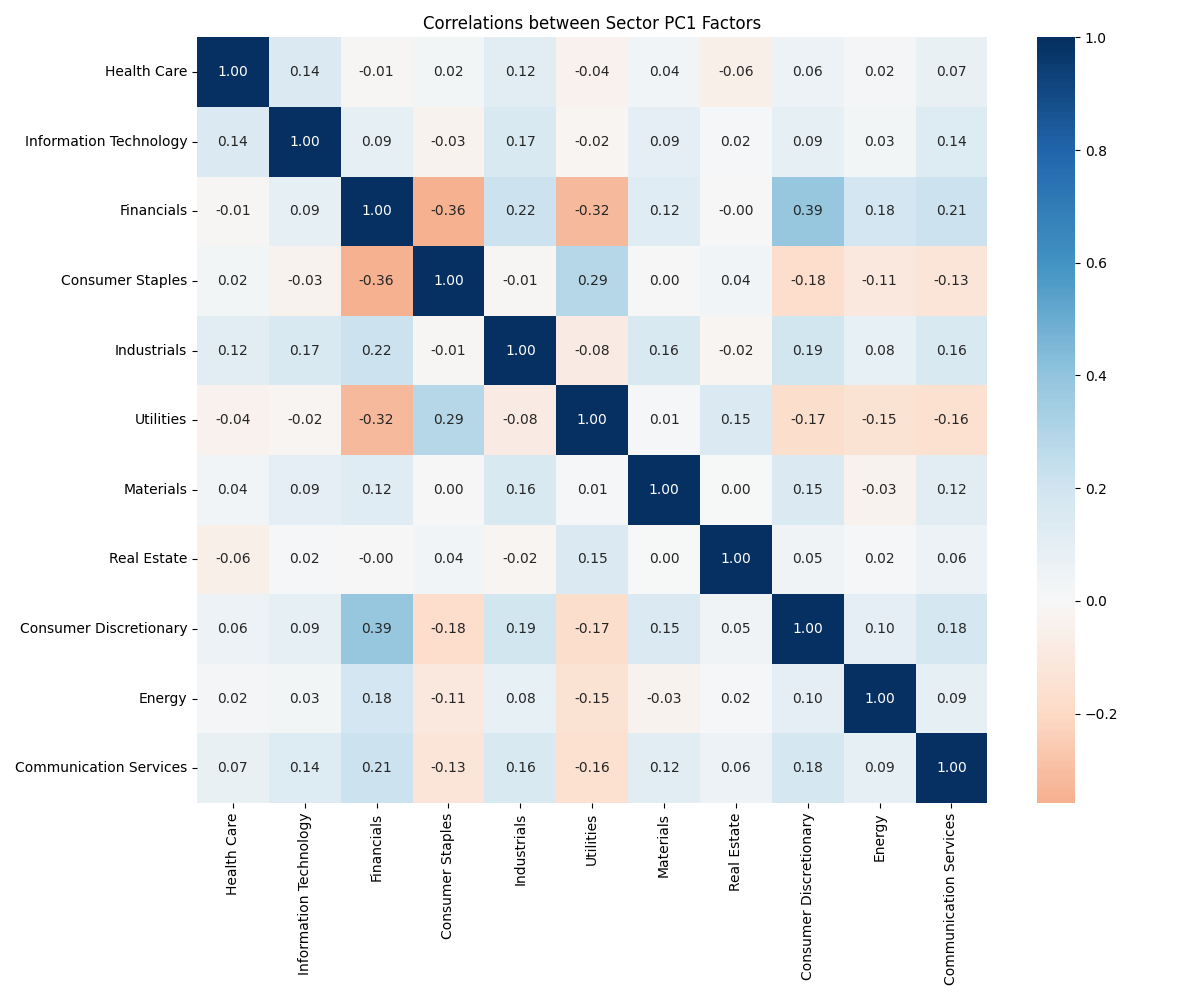 Correlations between Sector PC1 Factors
Health Care 1.00 0.14 -0.01 0.02 0.12 -0.04 0.04 -0.06 0.06 0.02 0.07
Information Technology 0.14 1.00 0.09 -0.03 0.17 -0.02 0.09 0.02 0.09 0.03 0.14
Financials -0.01 0.09 1.00 -0.36 0.22 -0.32 0.12 -0.00 0.39 0.18 0.21
Consumer Staples 0.02 -0.03 -0.36 1.00 -0.01 0.29 0.00 0.04 -0.18 -0.11 -0.13
Industrials 0.12 0.17 0.22 -0.01 1.00 -0.08 0.16 -0.02 0.19 0.08 0.16
Utilities -0.04 -0.02 -0.32 0.29 -0.08 1.00 0.01 0.15 -0.17 -0.15 -0.16
Materials 0.04 0.09 0.12 0.00 0.16 0.01 1.00 0.00 0.15 -0.03 0.12
Real Estate -0.06 0.02 -0.00 0.04 -0.02 0.15 0.00 1.00 0.05 0.02 0.06
Consumer Discretionary 0.06 0.09 0.39 -0.18 0.19 -0.17 0.15 0.05 1.00 0.10 0.18
Energy 0.02 0.03 0.18 -0.11 0.08 -0.15 -0.03 0.02 0.10 1.00 0.09
Communication Services 0.07 0.14 0.21 -0.13 0.16 -0.16 0.12 0.06 0.18 0.09 1.00
Health Care
Information Technology
Financials
Consumer Staples
Industrials
Utilities
Materials
Real Estate
Consumer Discretionary
Energy
Communication Services
1.0
0.8
0.6
0.4
0.2
0.0
−0.2